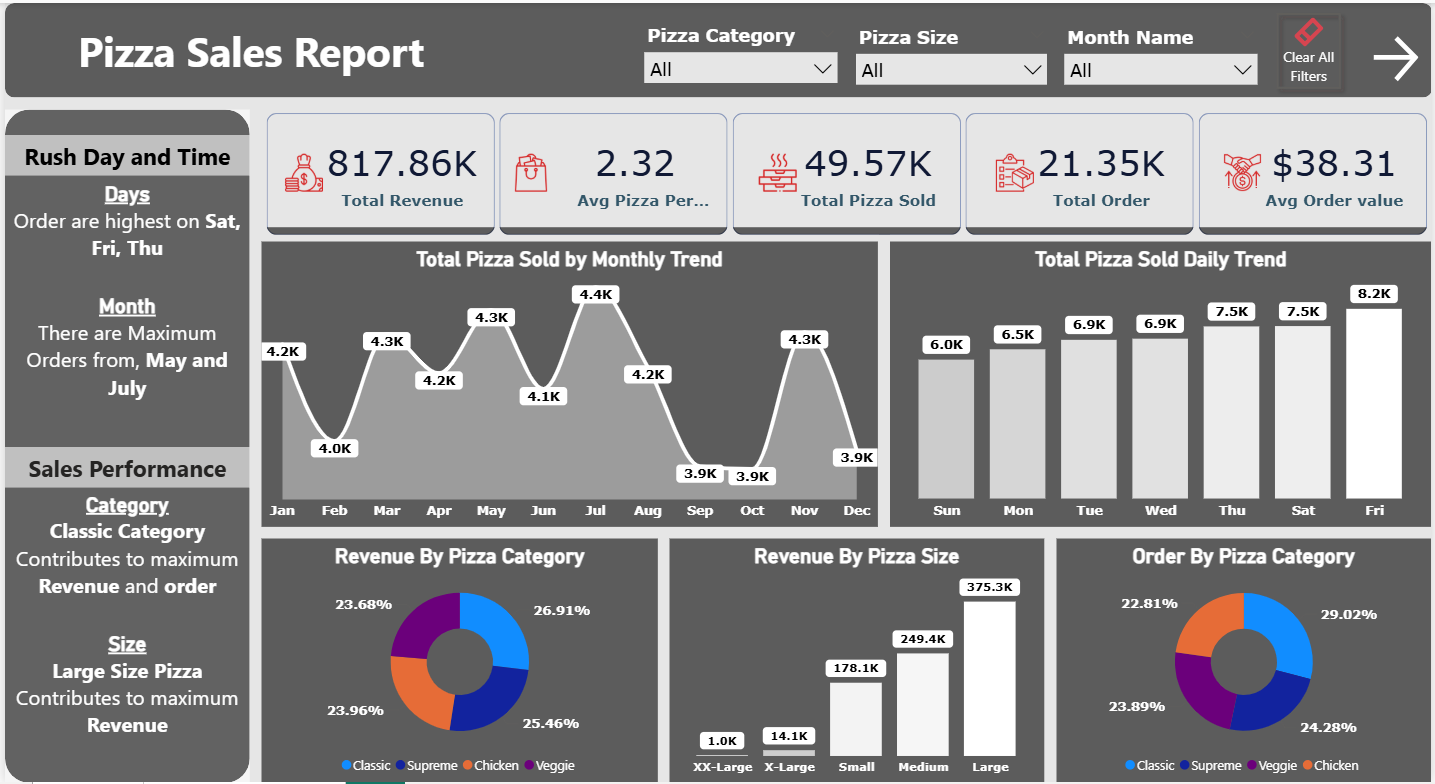 Pizza Sales Report
Pizza Category
All
Pizza Size
All
Month Name
All
Clear All
Filters
Rush Day and Time
Days
Order are highest on Sat,
Fri, Thu
Month
There are Maximum
Orders from, May and
July
Sales Performance
Category
Classic Category
Contributes to maximum
Revenue and order
Size
Large Size Pizza
Contributes to maximum
Revenue
817.86K
Total Revenue
2.32
Avg Pizza Per...
49.57K
Total Pizza Sold
21.35K
Total Order
$38.31
Avg Order value
Total Pizza Sold by Monthly Trend
4.2K
4.0K
4.3K
4.2K
4.3K
4.1K
4.4K
4.2K
3.9K
3.9K
4.3K
3.9K
Jan Feb Mar Apr May Jun Jul Aug Sep Oct Nov Dec
Total Pizza Sold Daily Trend
6.0K
6.5K
6.9K
6.9K
7.5K
7.5K
8.2K
Sun Mon Tue Wed Thu Sat Fri
Revenue By Pizza Category
23.68%
26.91%
23.96%
25.46%
Classic Supreme Chicken Veggie
Revenue By Pizza Size
1.0K
14.1K
178.1K
249.4K
375.3K
XX-Large X-Large Small Medium Large
Order By Pizza Category
22.81%
29.02%
23.89%
24.28%
Classic Supreme Veggie Chicken